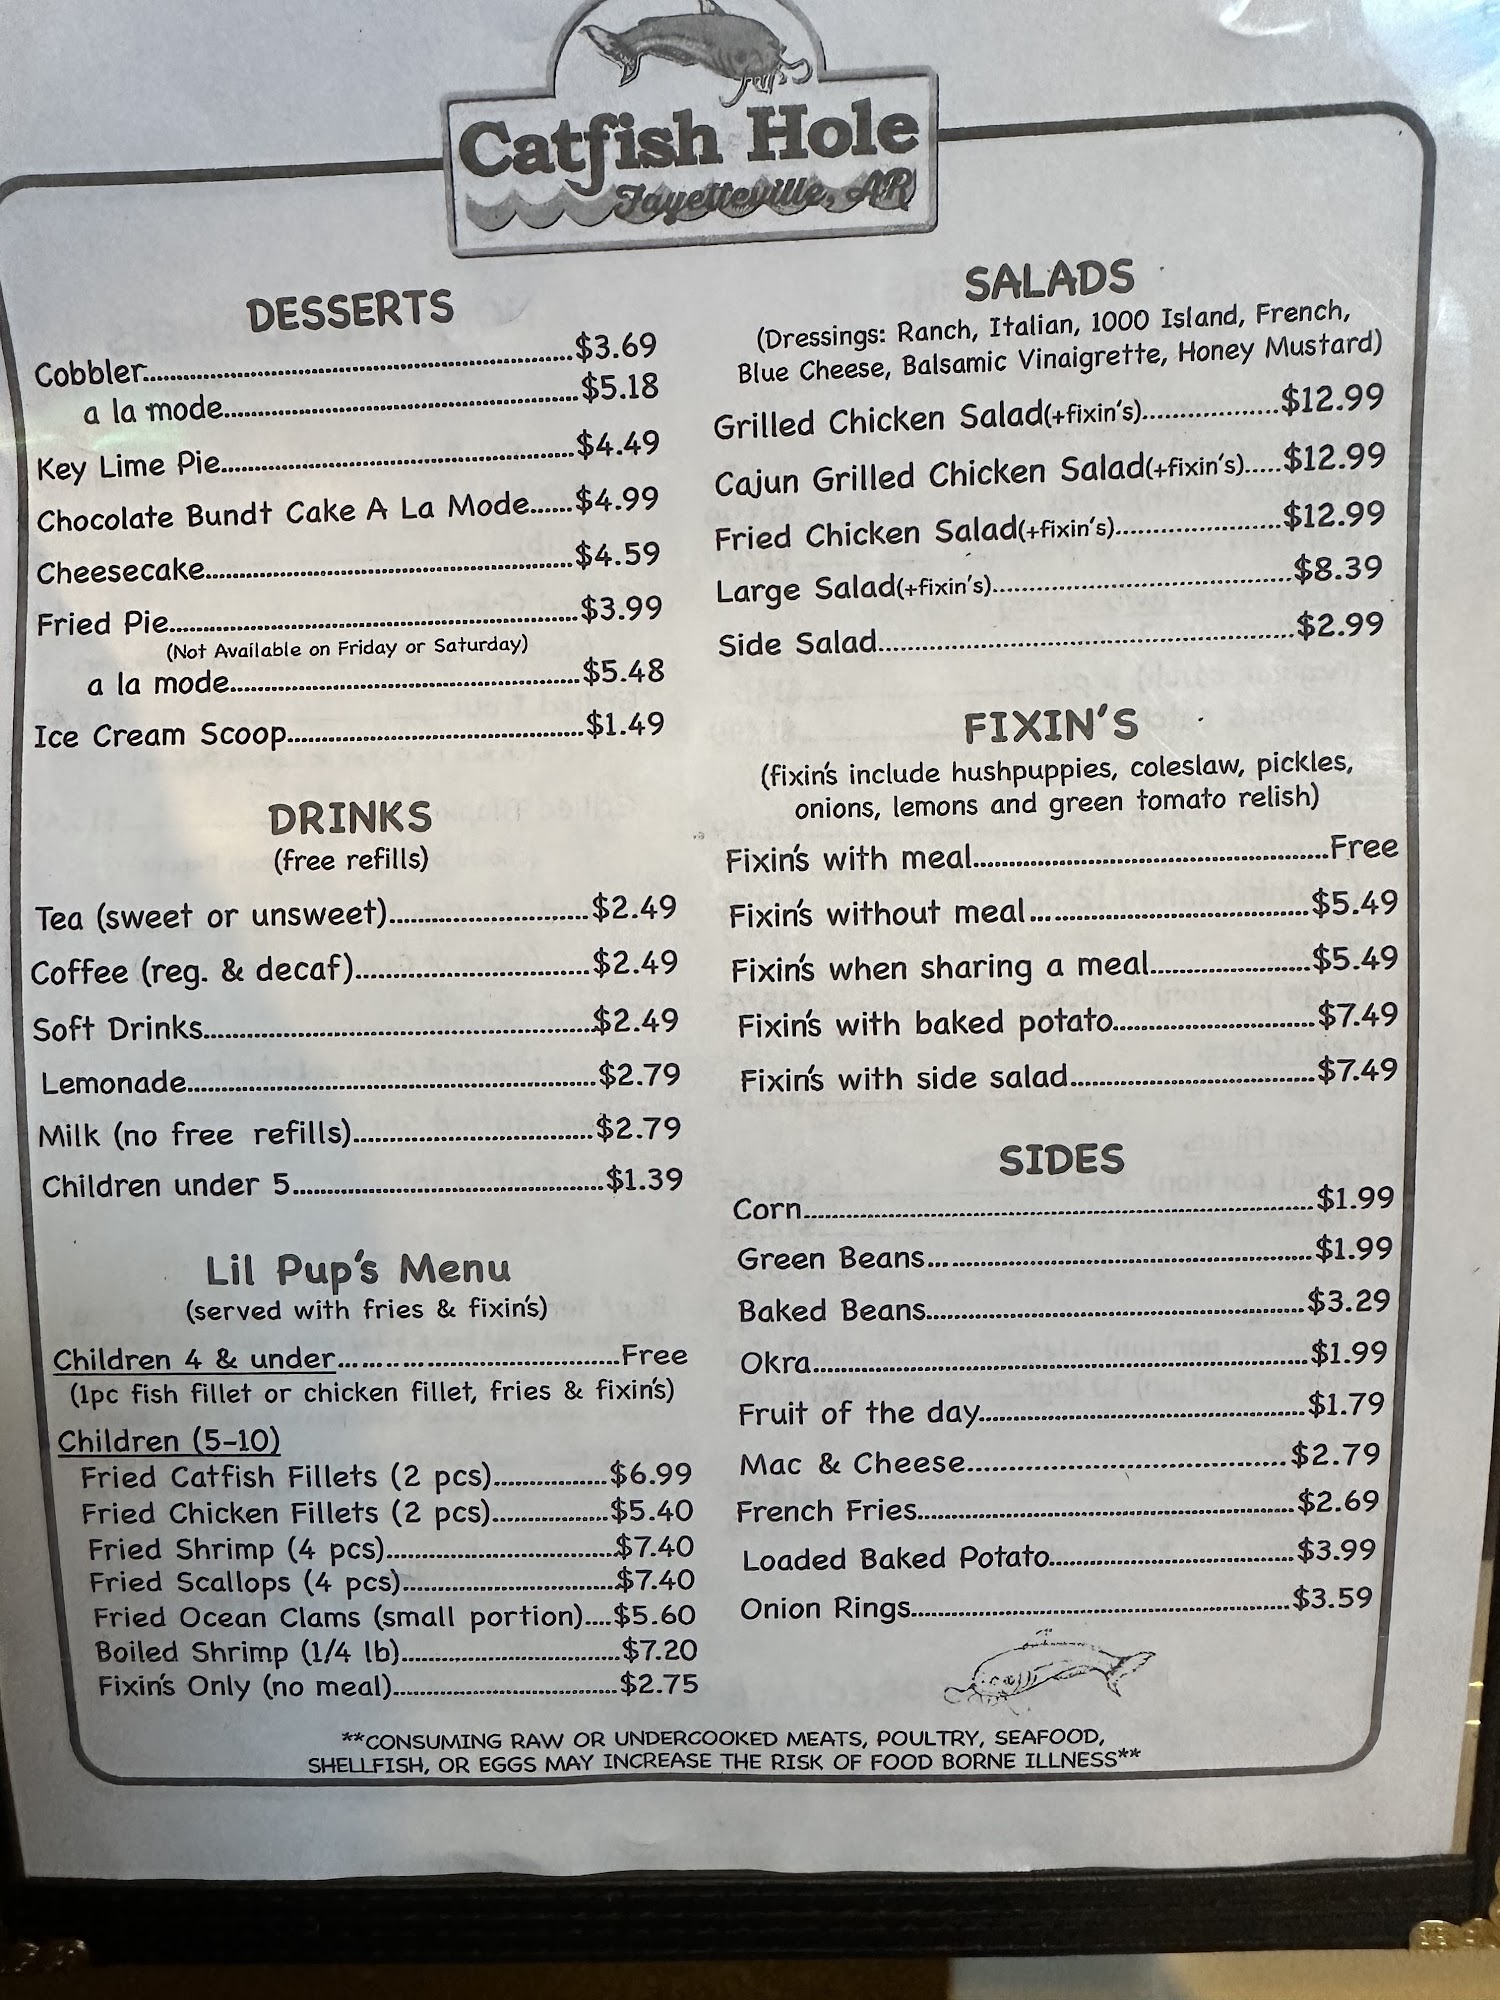 Catfish Hole
Fayetteville, AR
DESSERTS
Cobbler.....$3.69
a la mode.....$5.18
Key Lime Pie.....$4.49
Chocolate Bundt Cake A La Mode.....$4.99
Cheesecake.....$4.59
Fried Pie.....$3.99
(Not Available on Friday or Saturday)
a la mode.....$5.48
Ice Cream Scoop.....$1.49
DRINKS
(free refills)
Tea (sweet or unsweet).....$2.49
Coffee (reg. & decaf).....$2.49
Soft Drinks.....$2.49
Lemonade.....$2.79
Milk (no free refills).....$2.79
Children under 5.....$1.39
Lil Pup's Menu
(served with fries & fixin's)
Children 4 & under.....Free
(1pc fish fillet or chicken fillet, fries & fixin's)
Children (5-10)
Fried Catfish Fillets (2 pcs).....$6.99
Fried Chicken Fillets (2 pcs).....$5.40
Fried Shrimp (4 pcs).....$7.40
Fried Scallops (4 pcs).....$7.40
Fried Ocean Clams (small portion).....$5.60
Boiled Shrimp (1/4 lb).....$7.20
Fixin's Only (no meal).....$2.75
SALADS
(Dressings: Ranch, Italian, 1000 Island, French,
Blue Cheese, Balsamic Vinaigrette, Honey Mustard)
Grilled Chicken Salad(+fixin's).....$12.99
Cajun Grilled Chicken Salad(+fixin's).....$12.99
Fried Chicken Salad(+fixin's).....$12.99
Large Salad(+fixin's).....$8.39
Side Salad.....$2.99
FIXIN'S
(fixin's include hushpuppies, coleslaw, pickles,
onions, lemons and green tomato relish)
Fixin's with meal.....Free
Fixin's without meal.....$5.49
Fixin's when sharing a meal.....$5.49
Fixin's with baked potato.....$7.49
Fixin's with side salad.....$7.49
SIDES
Corn.....$1.99
Green Beans.....$1.99
Baked Beans.....$3.29
Okra.....$1.99
Fruit of the day.....$1.79
Mac & Cheese.....$2.79
French Fries.....$2.69
Loaded Baked Potato.....$3.99
Onion Rings.....$3.59
**CONSUMING RAW OR UNDERCOOKED MEATS, POULTRY, SEAFOOD,
SHELLFISH, OR EGGS MAY INCREASE THE RISK OF FOOD BORNE ILLNESS**